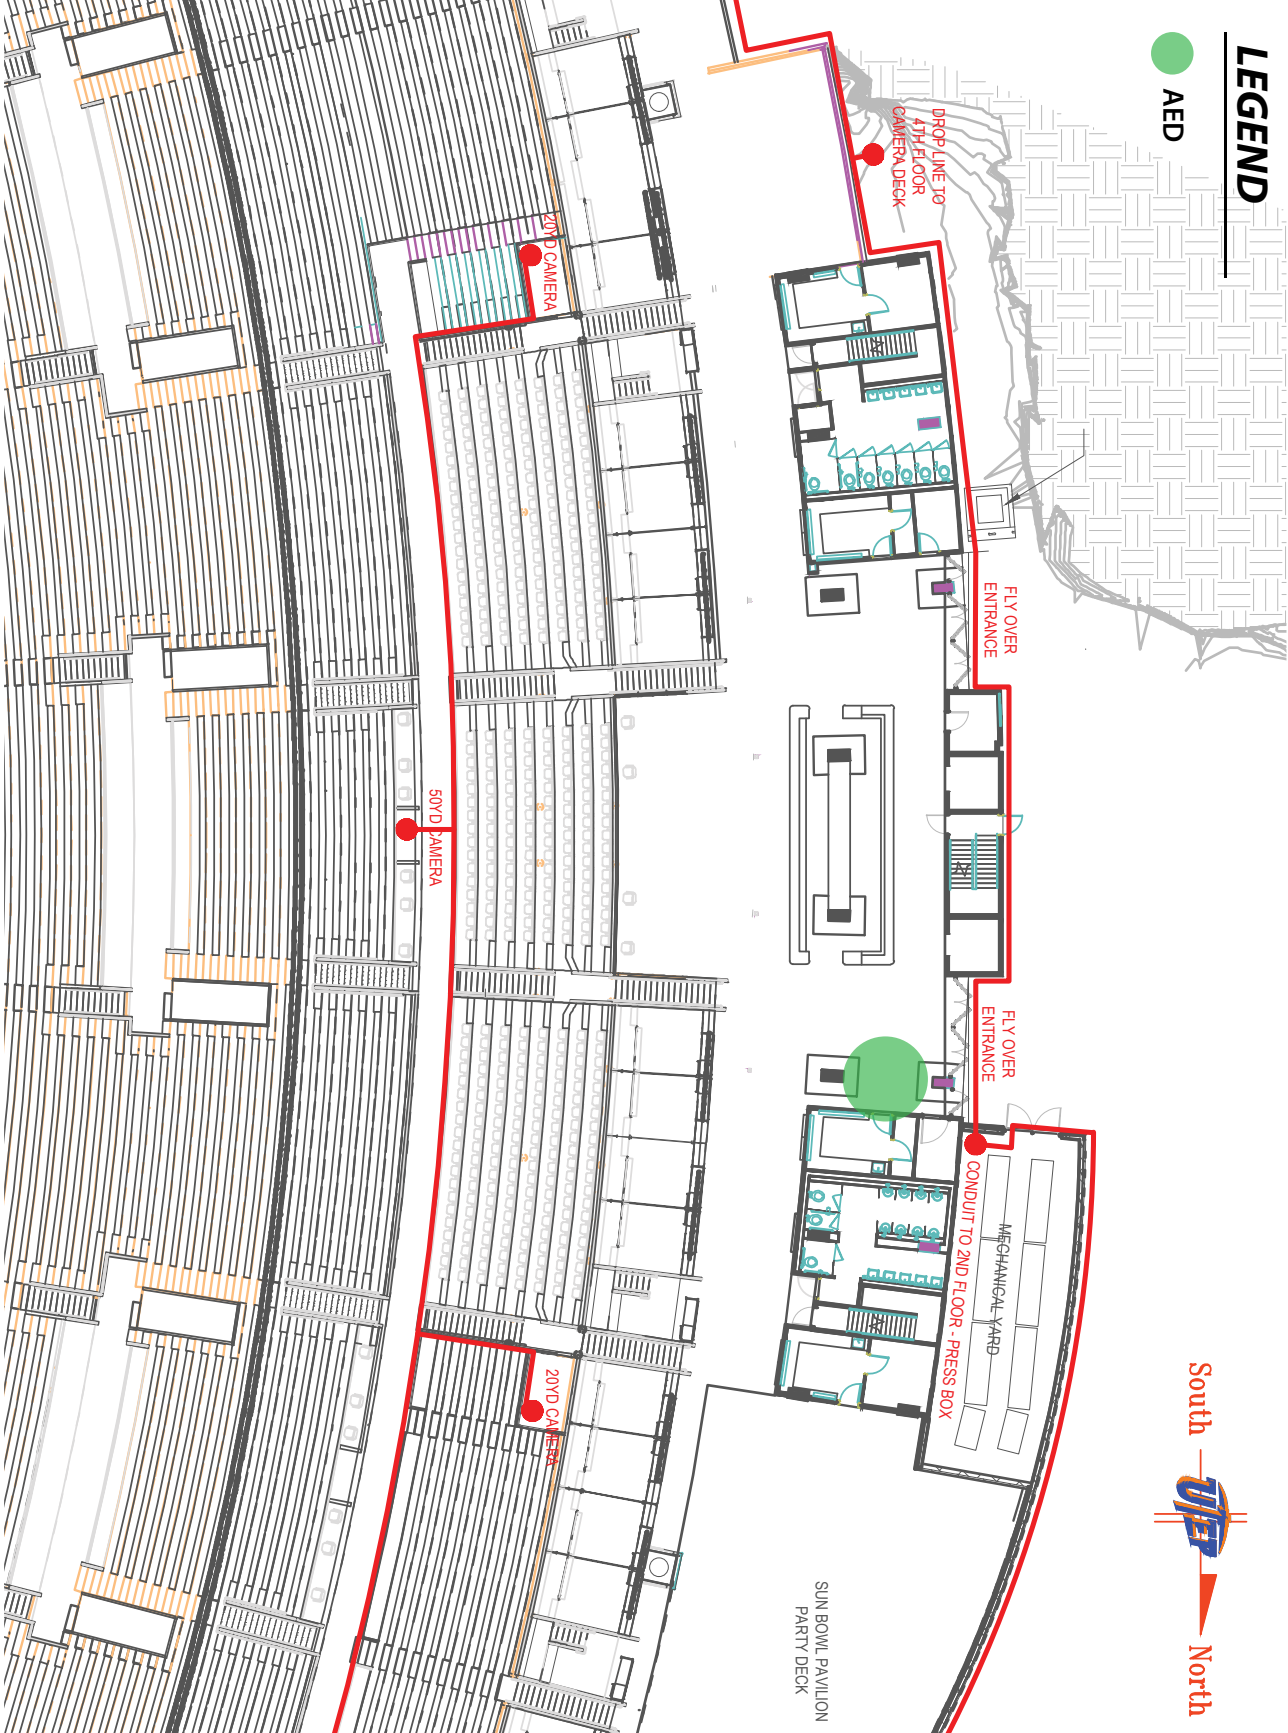 LEGEND
AED
DROP LINE TO
4TH FLOOR
CAMERA DECK
20YD CAMERA
FLY OVER
ENTRANCE
50YD CAMERA
FLY OVER
ENTRANCE
CONDUIT TO 2ND FLOOR - PRESS BOX
MECHANICAL YARD
20YD CAMERA
SUN BOWL PAVILION
PARTY DECK
South
UTEP
North